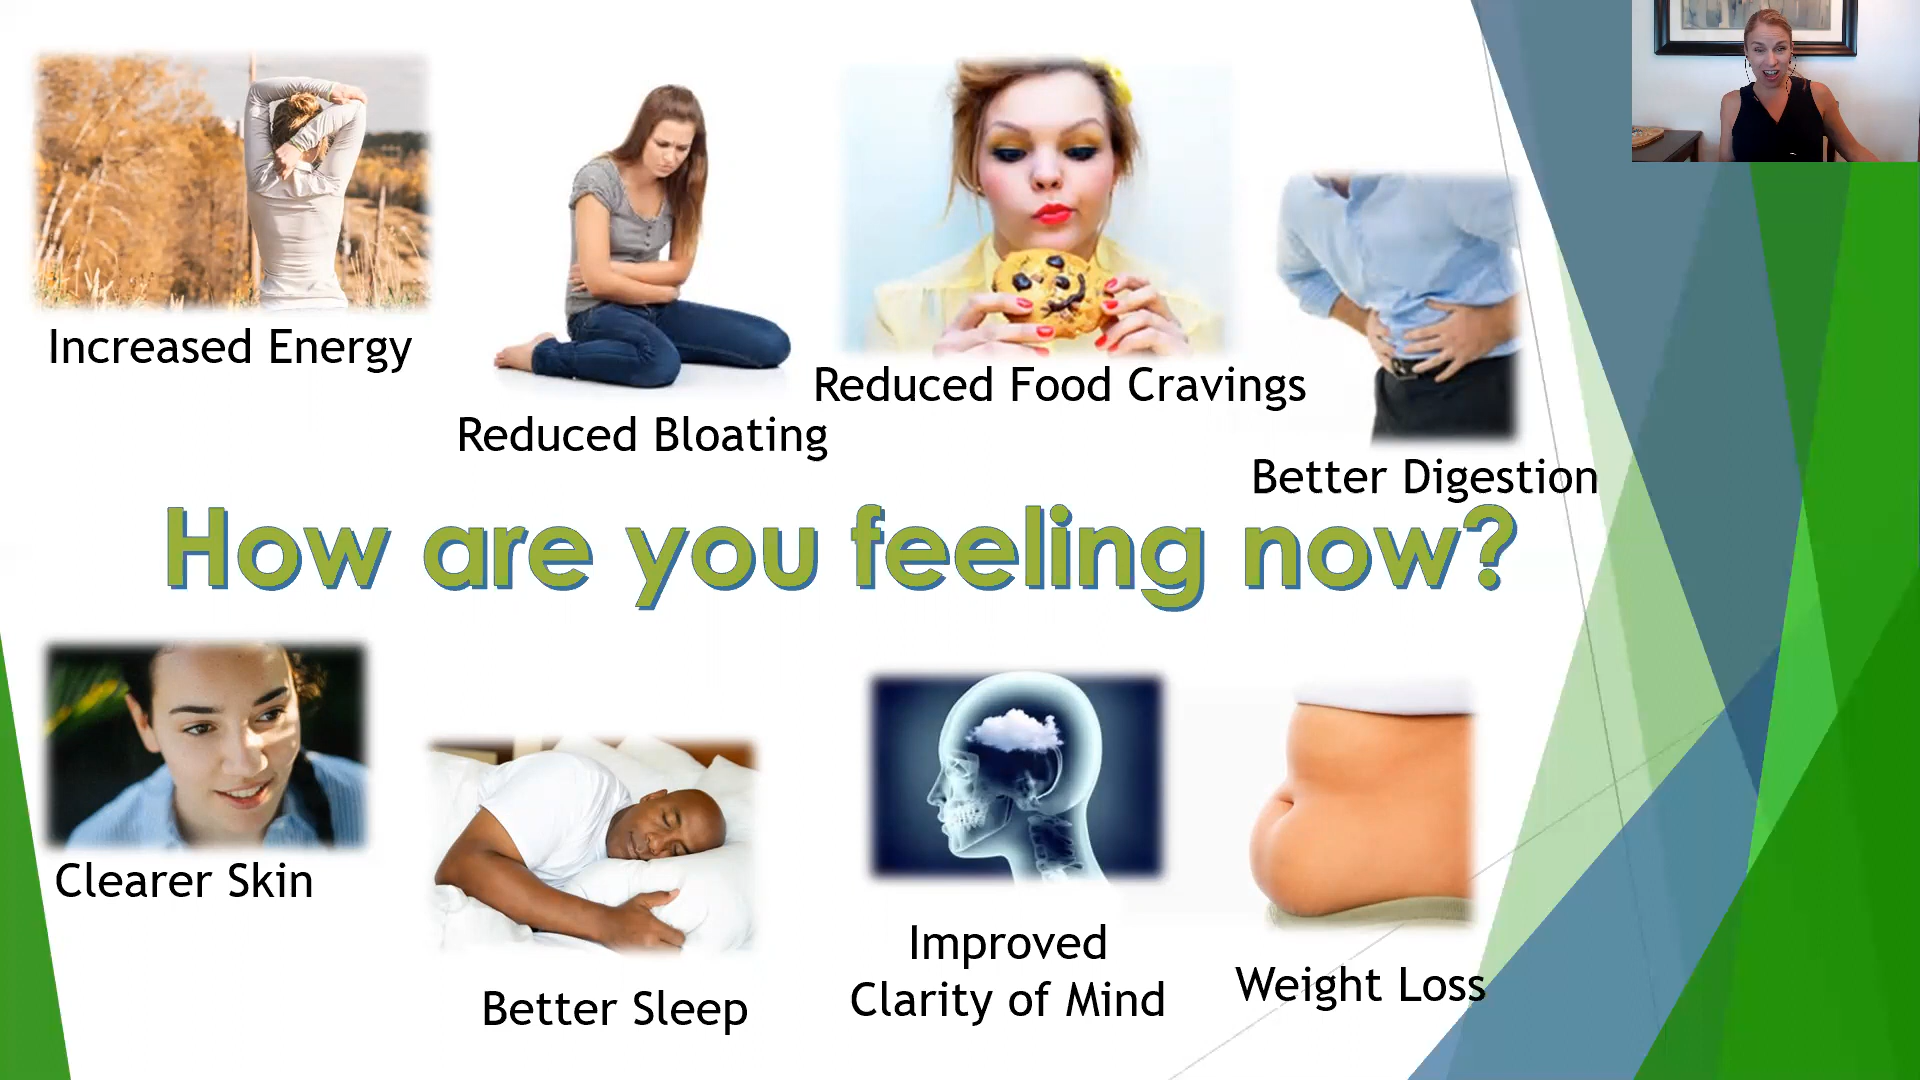 Increased Energy
Reduced Bloating
Reduced Food Cravings
Better Digestion
How are you feeling now?
Clearer Skin
Better Sleep
Improved
Clarity of Mind
Weight Loss